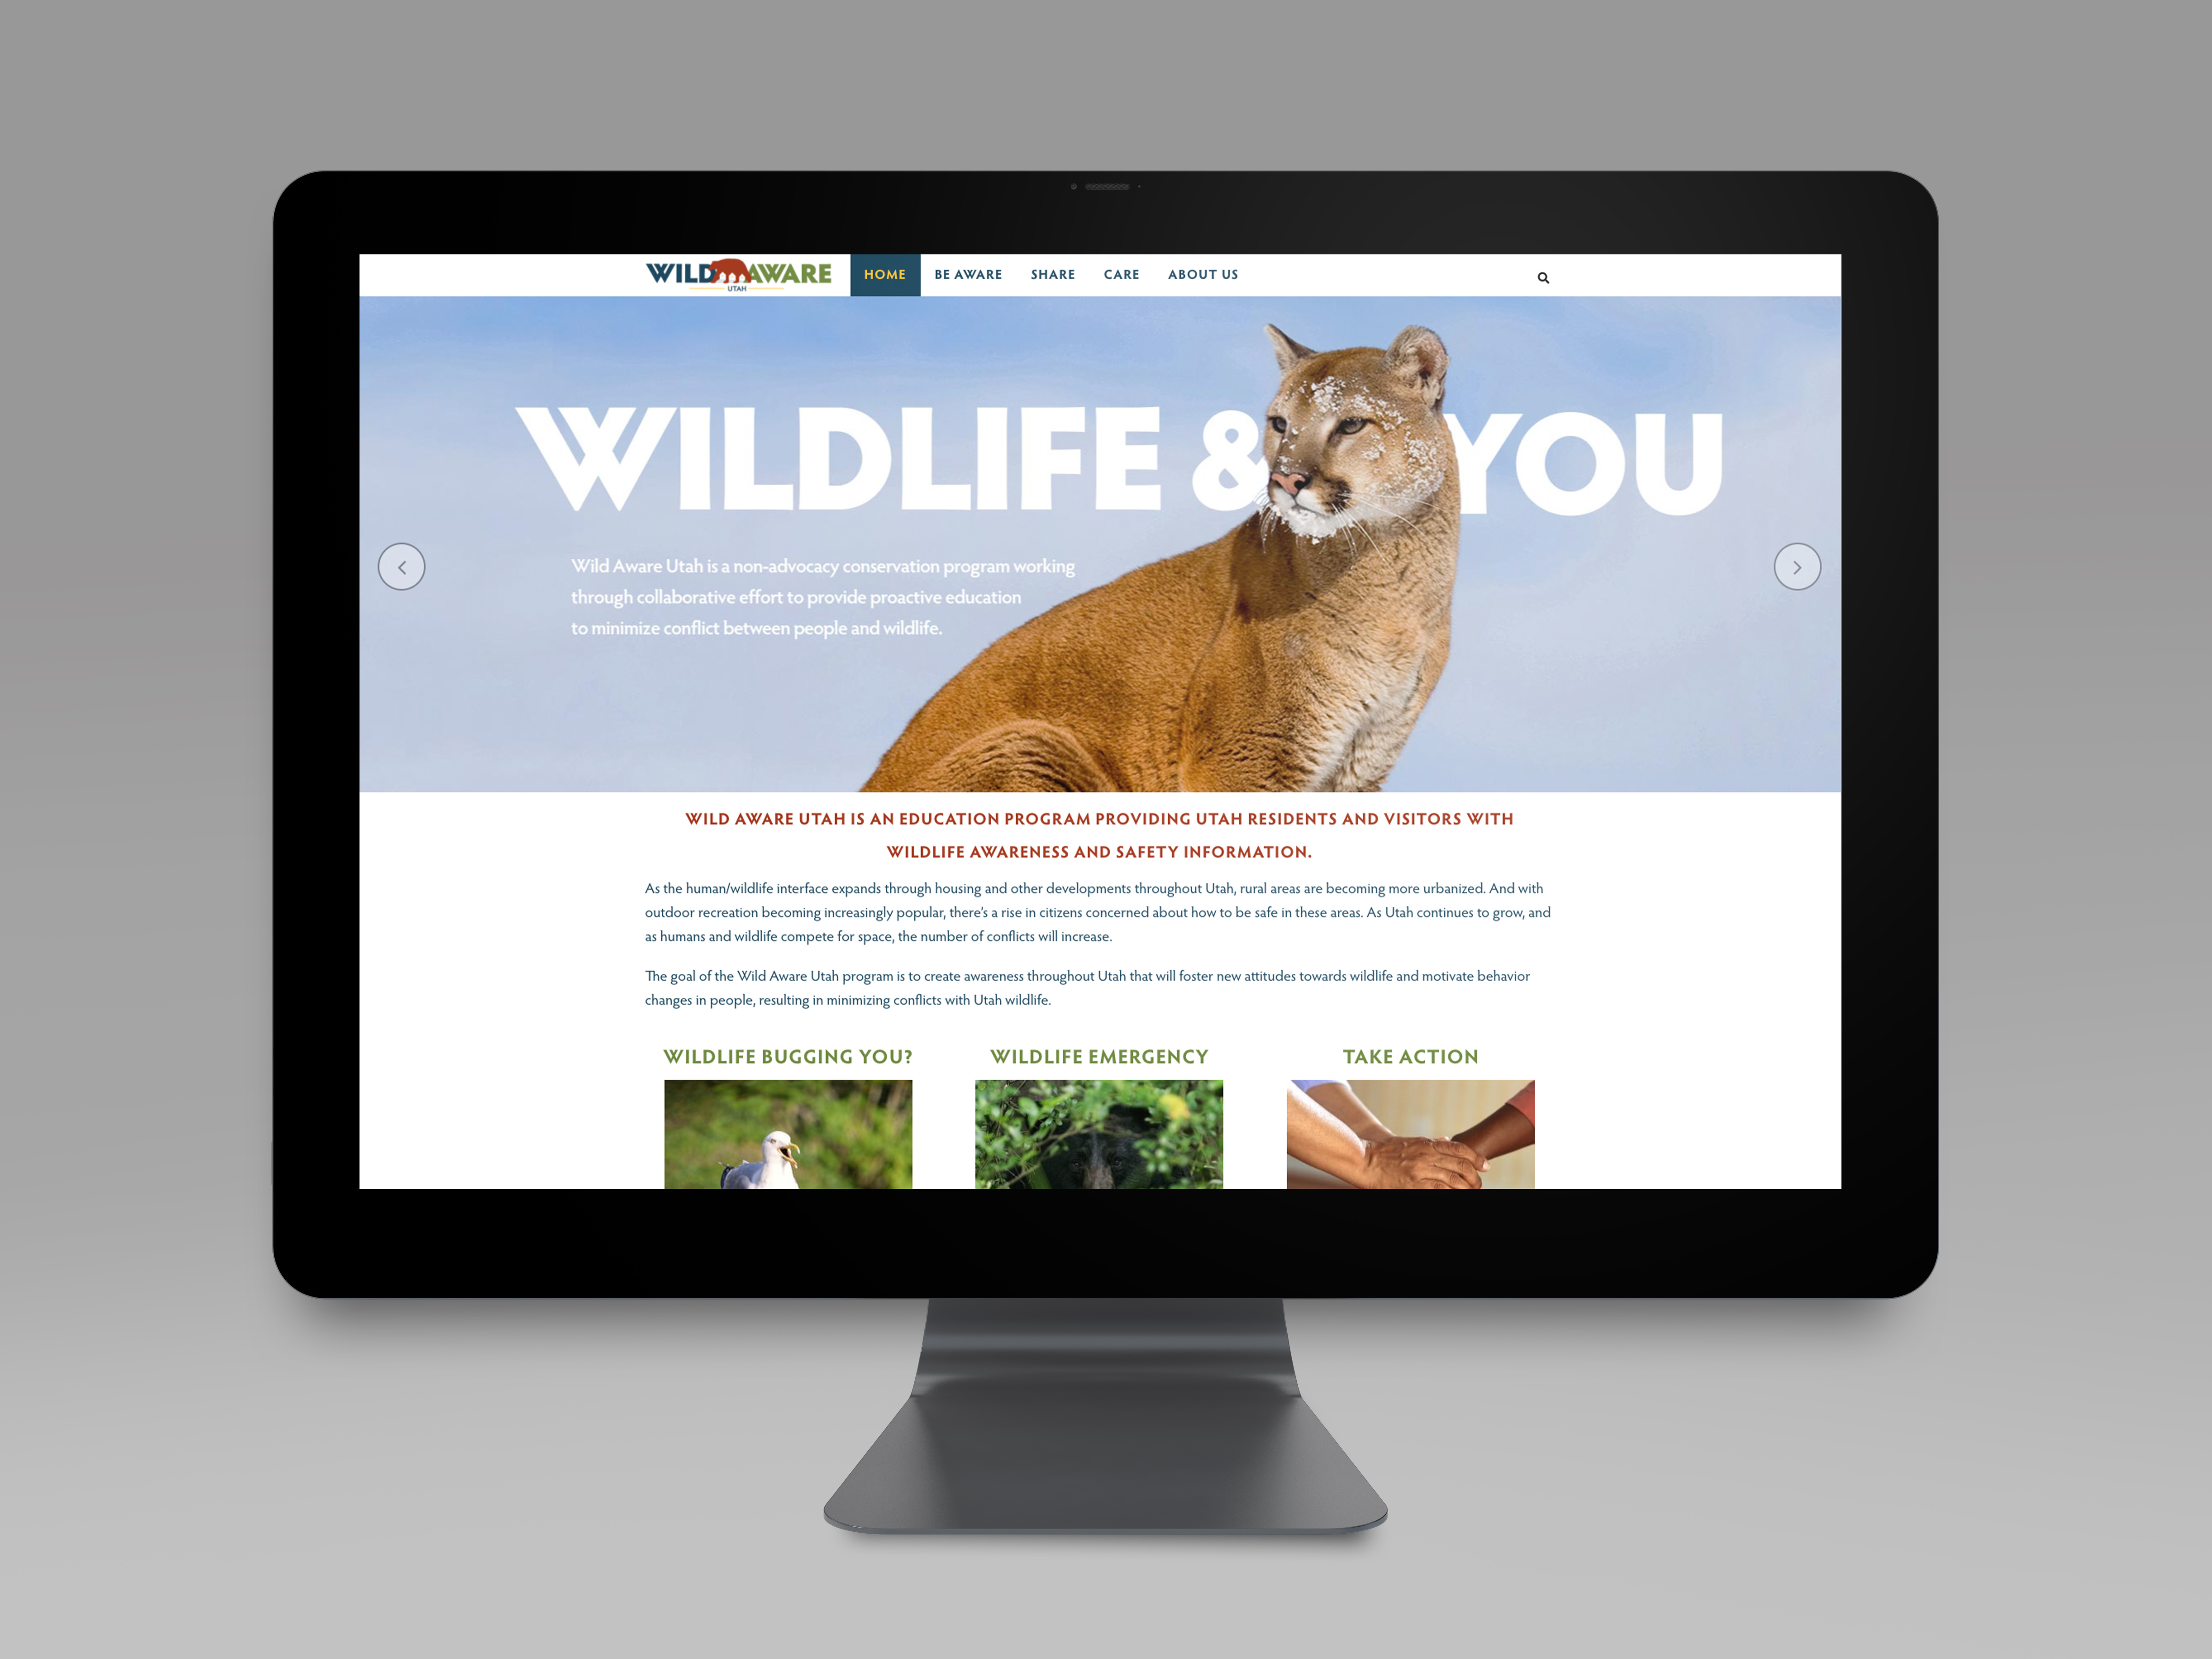 WILD AWARE
UTAH
HOME BE AWARE SHARE CARE ABOUT US
WILDLIFE & YOU
Wild Aware Utah is a non-advocacy conservation program working
through collaborative effort to provide proactive education
to minimize conflict between people and wildlife.
WILD AWARE UTAH IS AN EDUCATION PROGRAM PROVIDING UTAH RESIDENTS AND VISITORS WITH
WILDLIFE AWARENESS AND SAFETY INFORMATION.
As the human/wildlife interface expands through housing and other developments throughout Utah, rural areas are becoming more urbanized. And with
outdoor recreation becoming increasingly popular, there's a rise in citizens concerned about how to be safe in these areas. As Utah continues to grow, and
as humans and wildlife compete for space, the number of conflicts will increase.
The goal of the Wild Aware Utah program is to create awareness throughout Utah that will foster new attitudes towards wildlife and motivate behavior
changes in people, resulting in minimizing conflicts with Utah wildlife.
WILDLIFE BUGGING YOU? WILDLIFE EMERGENCY TAKE ACTION